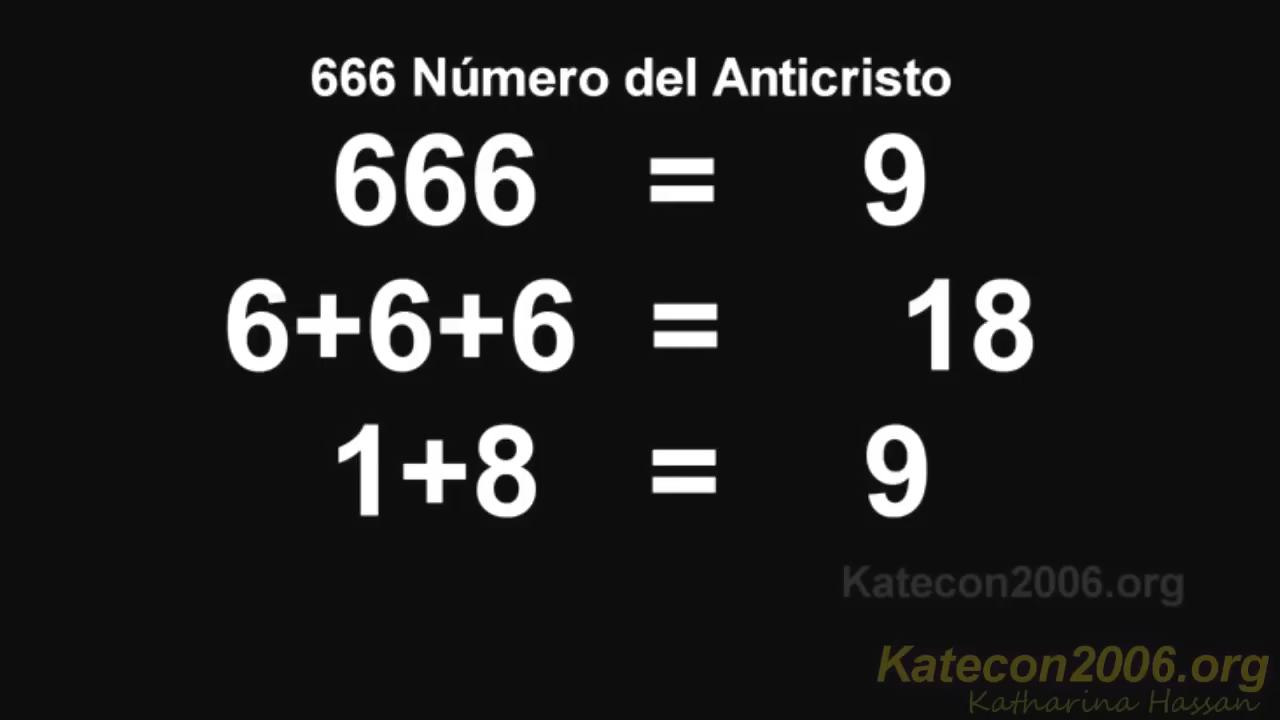 666 Número del Anticristo
666 = 9
6+6+6 = 18
1+8 = 9
Katecon2006.org
Katecon2006.org
Katharina Hassan